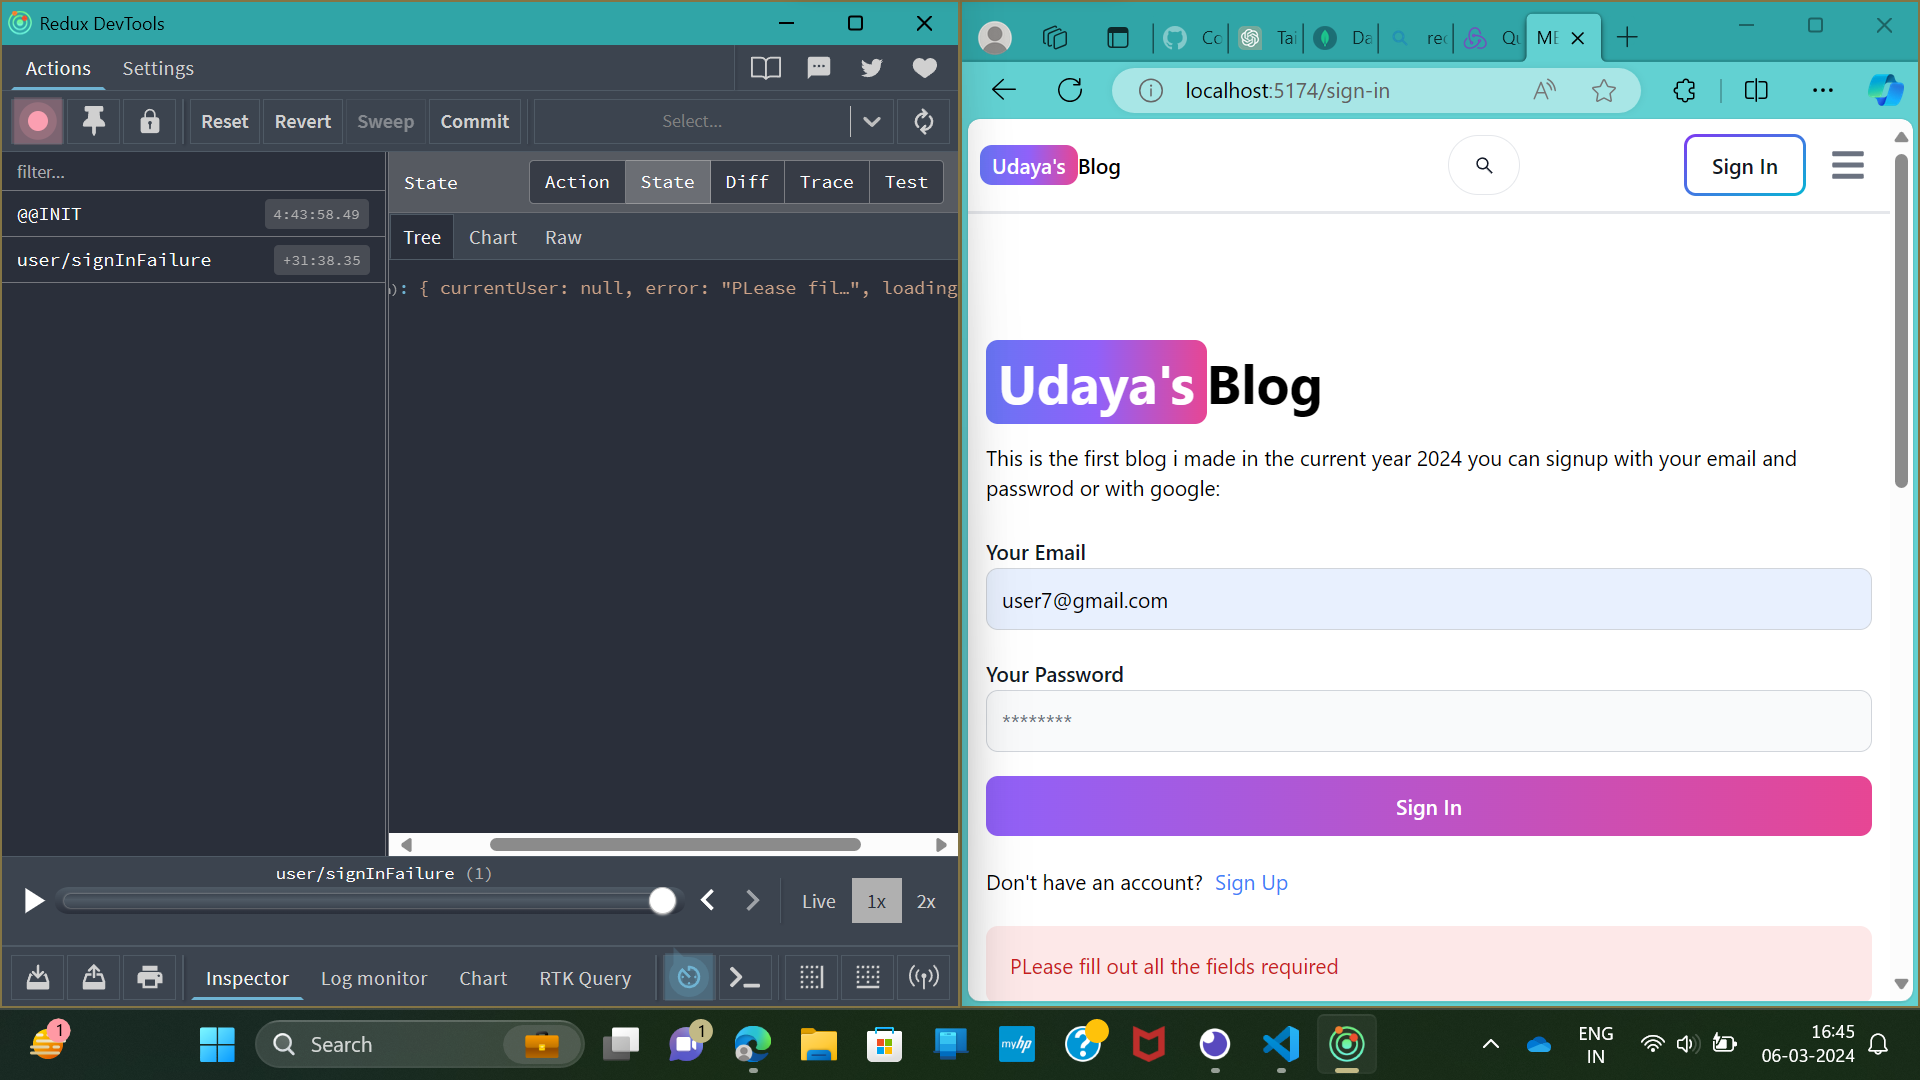 Redux DevTools
Actions Settings
Reset Revert Sweep Commit Select...
filter...
@@INIT 4:43:58.49
user/signInFailure +31:38.35
State Action State Diff Trace Test
Tree Chart Raw
): { currentUser: null, error: "PLease fil…", loading
user/signInFailure (1)
Live 1x 2x
Inspector Log monitor Chart RTK Query
Co Tai Da rec Qu ME
localhost:5174/sign-in
Udaya's Blog Sign In
Udaya's Blog
This is the first blog i made in the current year 2024 you can signup with your email and
passwrod or with google:
Your Email
user7@gmail.com
Your Password
********
Sign In
Don't have an account? Sign Up
PLease fill out all the fields required
1 Search 1 myhp ? ENG 16:45
IN 06-03-2024